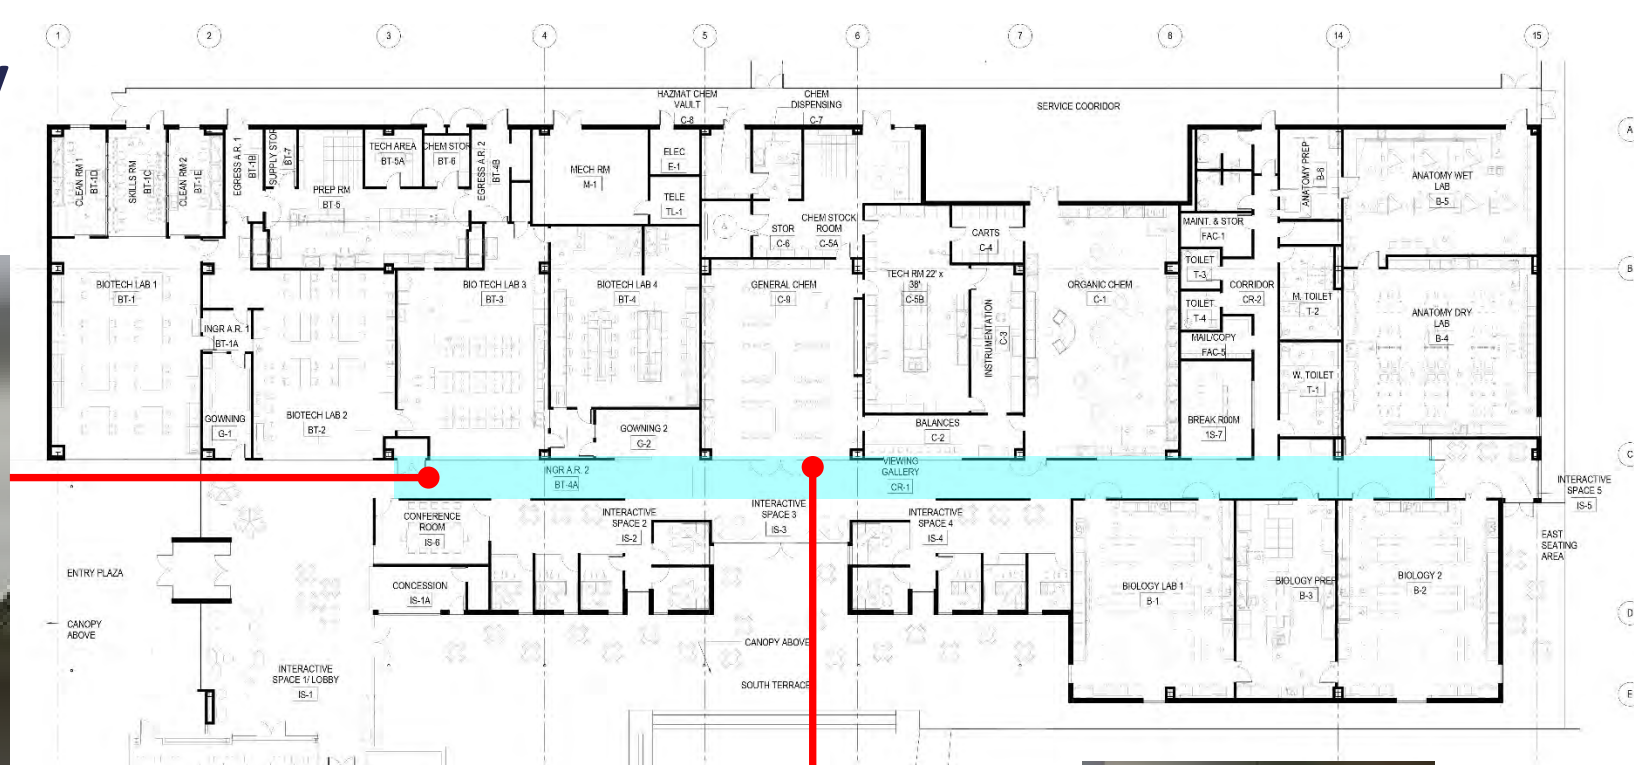 1
2
3
4
5
6
7
8
14
15
A
B
C
D
E
HAZMAT CHEM
VAULT
C-8
CHEM
DISPENSING
C-7
SERVICE COORIDOR
CLEAN RM 1
BT-1D
SKILLS RM
BT-1C
CLEAN RM 2
BT-1E
EGRESS A.R. 1
BT-1B
SUPPLY STOR
BT-7
PREP RM
BT-5
TECH AREA
BT-5A
CHEM STOR
BT-6
EGRESS A.R. 2
BT-4B
MECH RM
M-1
ELEC
E-1
TELE
TL-1
STOR
C-6
CHEM STOCK
ROOM
C-5A
CARTS
C-4
MAINT. & STOR
FAC-1
ANATOMY PREP
B-6
ANATOMY WET
LAB
B-5
BIOTECH LAB 1
BT-1
BIO TECH LAB 3
BT-3
BIOTECH LAB 4
BT-4
GENERAL CHEM
C-9
TECH RM 22' x
38'
C-5B
INSTRUMENTATION
C-3
ORGANIC CHEM
C-1
TOILET
T-3
TOILET
T-4
CORRIDOR
CR-2
M. TOILET
T-2
ANATOMY DRY
LAB
B-4
INGR A.R. 1
BT-1A
MAIL/COPY
FAC-5
W. TOILET
T-1
GOWNING
G-1
BIOTECH LAB 2
BT-2
GOWNING 2
G-2
BALANCES
C-2
BREAK ROOM
1S-7
INGR A.R. 2
BT-4A
VIEWING
GALLERY
CR-1
INTERACTIVE
SPACE 5
IS-5
CONFERENCE
ROOM
IS-6
INTERACTIVE
SPACE 2
IS-2
INTERACTIVE
SPACE 3
IS-3
INTERACTIVE
SPACE 4
IS-4
EAST
SEATING
AREA
ENTRY PLAZA
CONCESSION
IS-1A
BIOLOGY LAB 1
B-1
BIOLOGY PREP
B-3
BIOLOGY 2
B-2
CANOPY
ABOVE
CANOPY ABOVE
INTERACTIVE
SPACE 1/ LOBBY
IS-1
SOUTH TERRACE